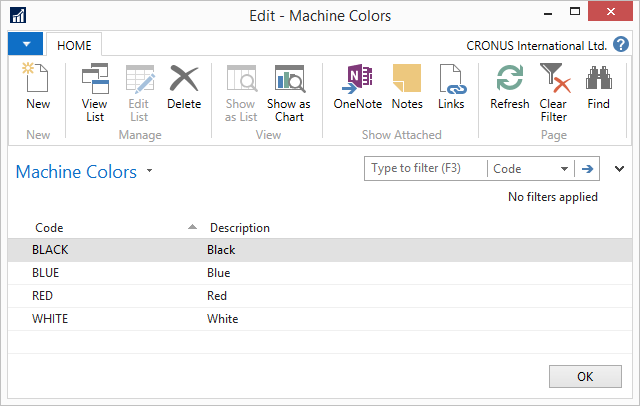 Edit - Machine Colors
HOME
CRONUS International Ltd.
New
View List
Edit List
Delete
Show as List
Show as Chart
OneNote
Notes
Links
Refresh
Clear Filter
Find
New
Manage
View
Show Attached
Page
Machine Colors
Type to filter (F3)
Code
No filters applied
Code Description
BLACK Black
BLUE Blue
RED Red
WHITE White
OK